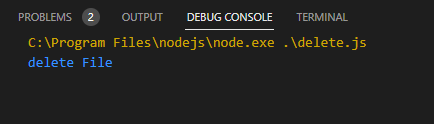 PROBLEMS 2 OUTPUT DEBUG CONSOLE TERMINAL
C:\Program Files\nodejs\node.exe .\delete.js
delete File